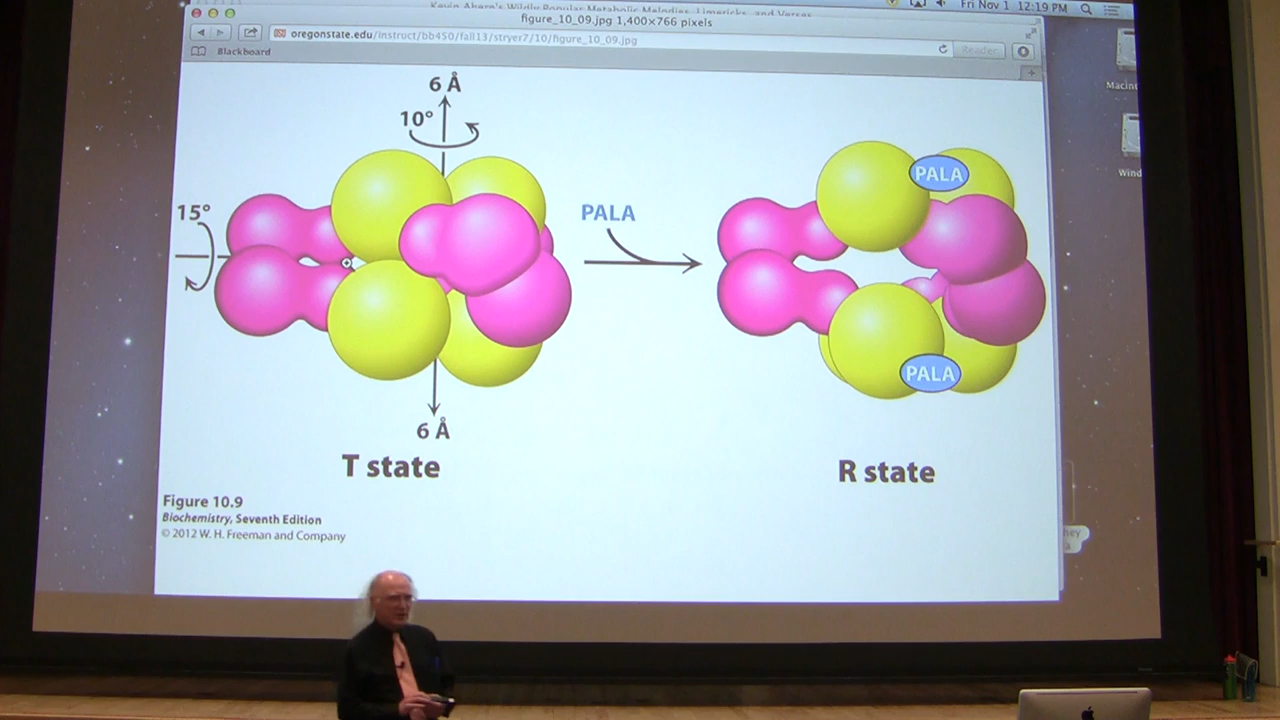 Kevin Ahern's Wildly Popular Metabolic Melodies, Limericks, and Verses
Fri Nov 1 12:19 PM
figure_10_09.jpg 1,400×766 pixels
oregonstate.edu/instruct/bb450/fall13/stryer7/10/figure_10_09.jpg
Reader
Blackboard
Macint
Wind
6 Å
10°
15°
PALA
PALA
PALA
6 Å
T state
R state
Figure 10.9
Biochemistry, Seventh Edition
© 2012 W. H. Freeman and Company